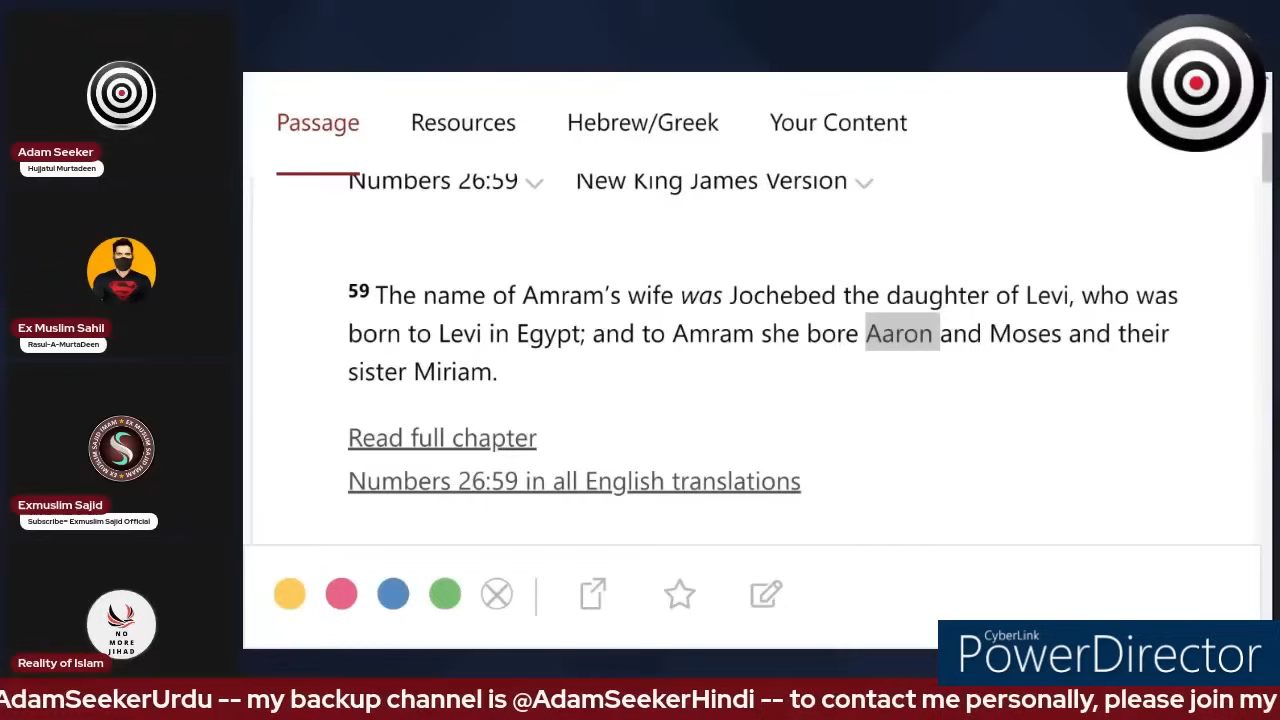 Adam Seeker
Hujjatul Murtadeen
Ex Muslim Sahil
Rasul-A-MurtaDeen
EX MUSLIM SAJID IMAM
Exmuslim Sajid
Subscribe= Exmuslim Sajid Official
NO
MORE
JIHAD
Reality of Islam
Passage Resources Hebrew/Greek Your Content
Numbers 26:59 New King James Version
59 The name of Amram’s wife was Jochebed the daughter of Levi, who was
born to Levi in Egypt; and to Amram she bore Aaron and Moses and their
sister Miriam.
Read full chapter
Numbers 26:59 in all English translations
CyberLink
PowerDirector
AdamSeekerUrdu -- my backup channel is @AdamSeekerHindi -- to contact me personally, please join my